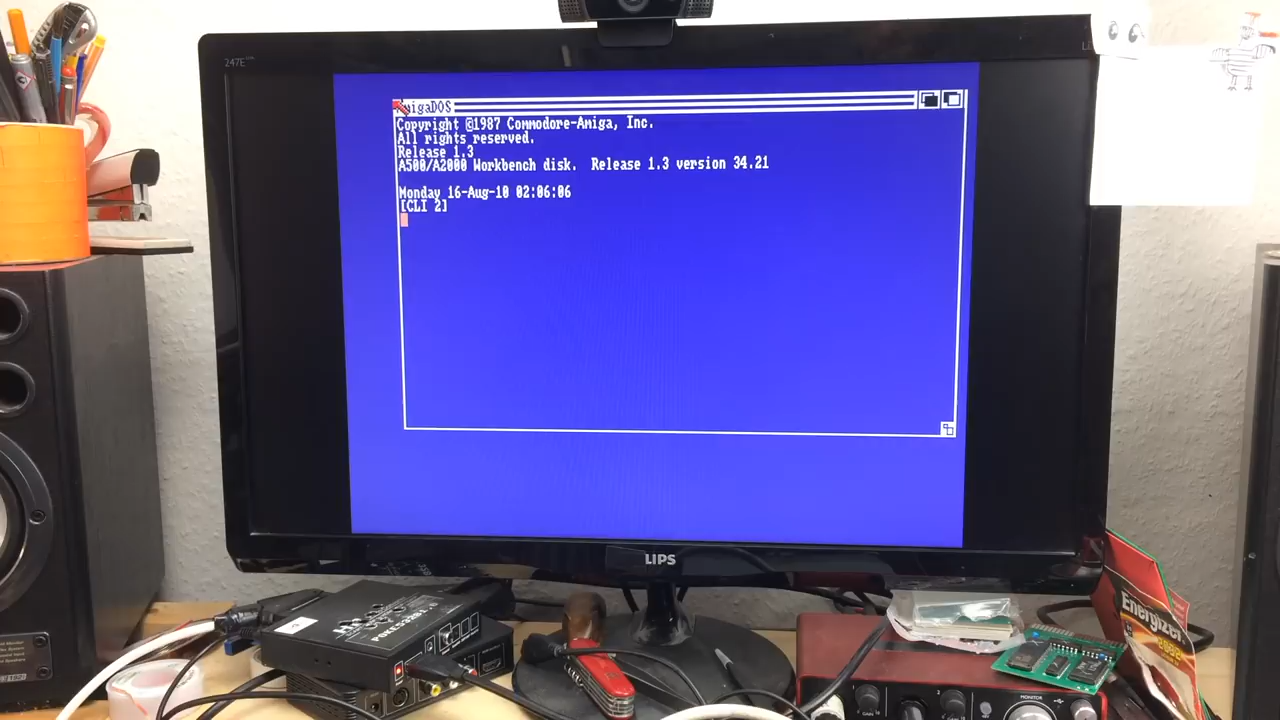 247E
AmigaDOS
Copyright ©1987 Commodore-Amiga, Inc.
All rights reserved.
Release 1.3
A500/A2000 Workbench disk.  Release 1.3 version 34.21
Monday 16-Aug-10 02:06:06
[CLI 2]
LIPS
Energizer
MONITOR